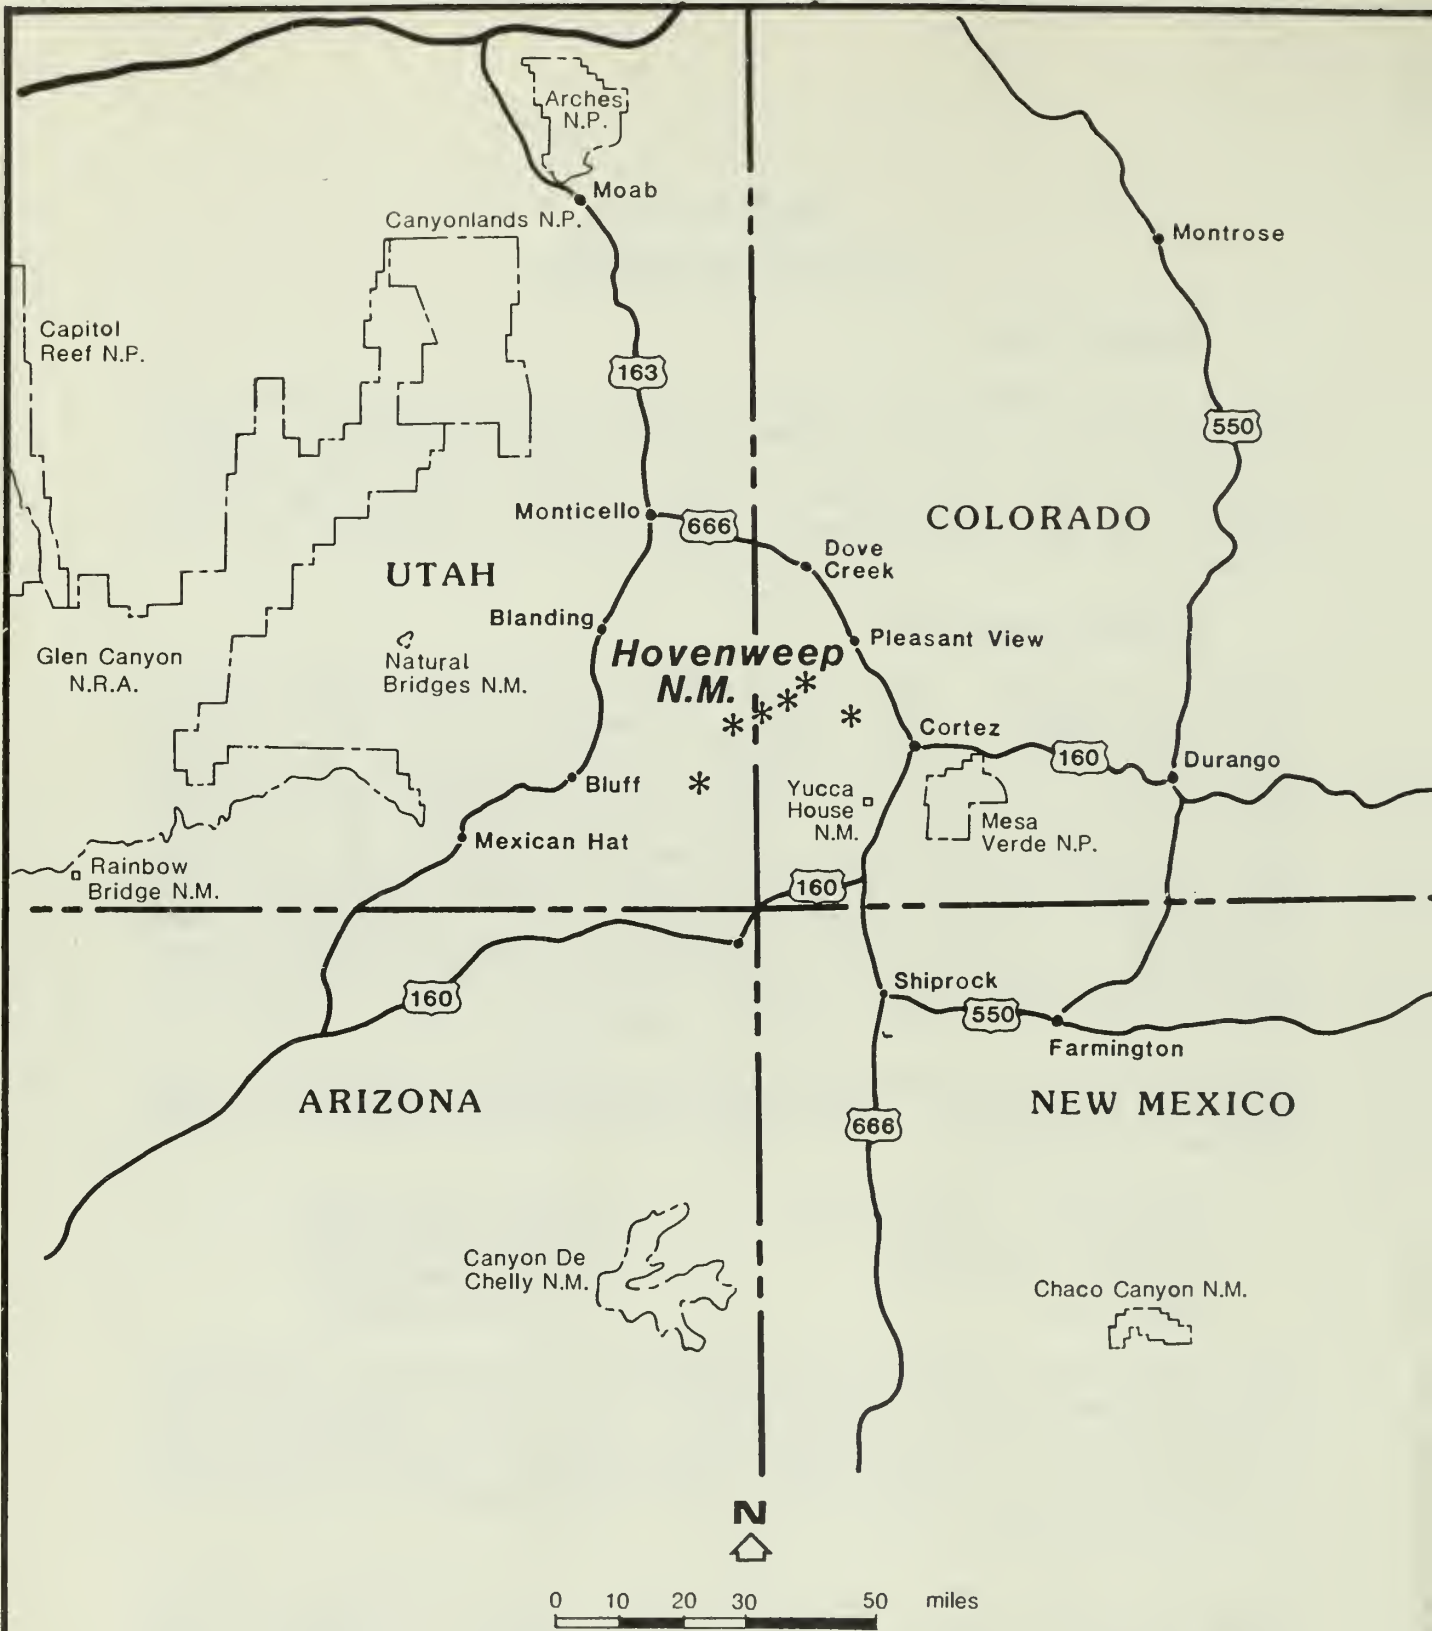 Arches
N.P.
Moab
Canyonlands N.P.
Montrose
Capitol
Reef N.P.
163
550
Monticello
666
COLORADO
Dove
Creek
UTAH
Blanding
Pleasant View
Hovenweep
N.M.
Glen Canyon
N.R.A.
Natural
Bridges N.M.
* * * * * *
Cortez
160
Durango
Bluff
Yucca
House
N.M.
Mesa
Verde N.P.
Mexican Hat
Rainbow
Bridge N.M.
160
Shiprock
160
550
Farmington
ARIZONA
NEW MEXICO
666
Canyon De
Chelly N.M.
Chaco Canyon N.M.
N
0 10 20 30 50 miles